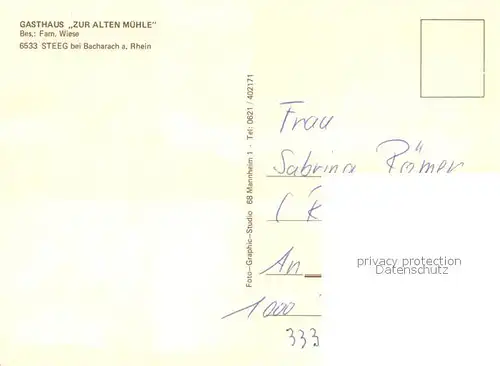 GASTHAUS „ZUR ALTEN MÜHLE"
Bes.: Fam. Wiese
6533 STEEG bei Bacharach a. Rhein
Foto-Graphic-Studio 68 Mannheim 1 · Tel: 0621 / 402171
Frau
Sabrina Römer
(K
An
1000
333
privacy protection
Datenschutz